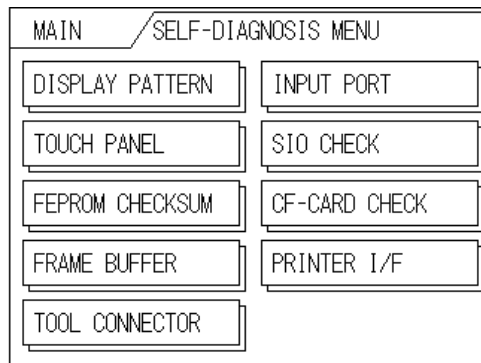 MAIN SELF-DIAGNOSIS MENU
DISPLAY PATTERN INPUT PORT
TOUCH PANEL SIO CHECK
FEPROM CHECKSUM CF-CARD CHECK
FRAME BUFFER PRINTER I/F
TOOL CONNECTOR